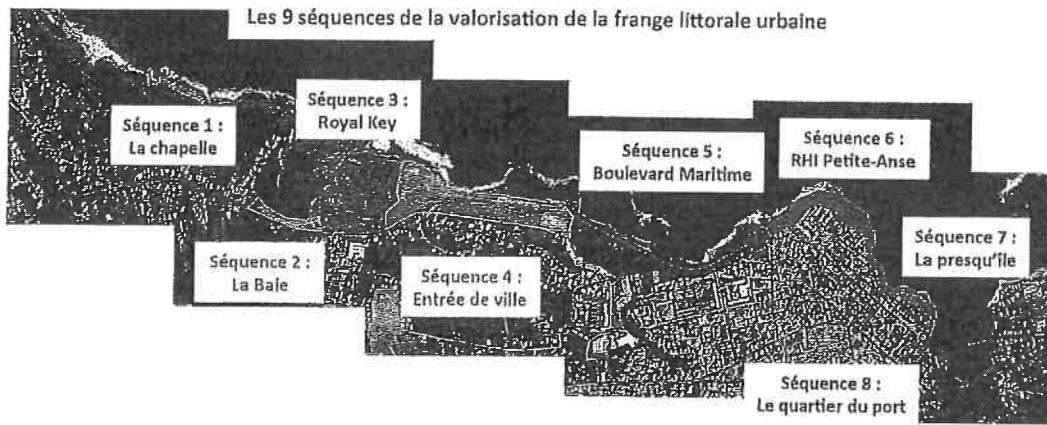 Les 9 séquences de la valorisation de la frange littorale urbaine
Séquence 1 :
La chapelle
Séquence 2 :
La Baie
Séquence 3 :
Royal Key
Séquence 4 :
Entrée de ville
Séquence 5 :
Boulevard Maritime
Séquence 6 :
RHI Petite-Anse
Séquence 7 :
La presqu'île
Séquence 8 :
Le quartier du port